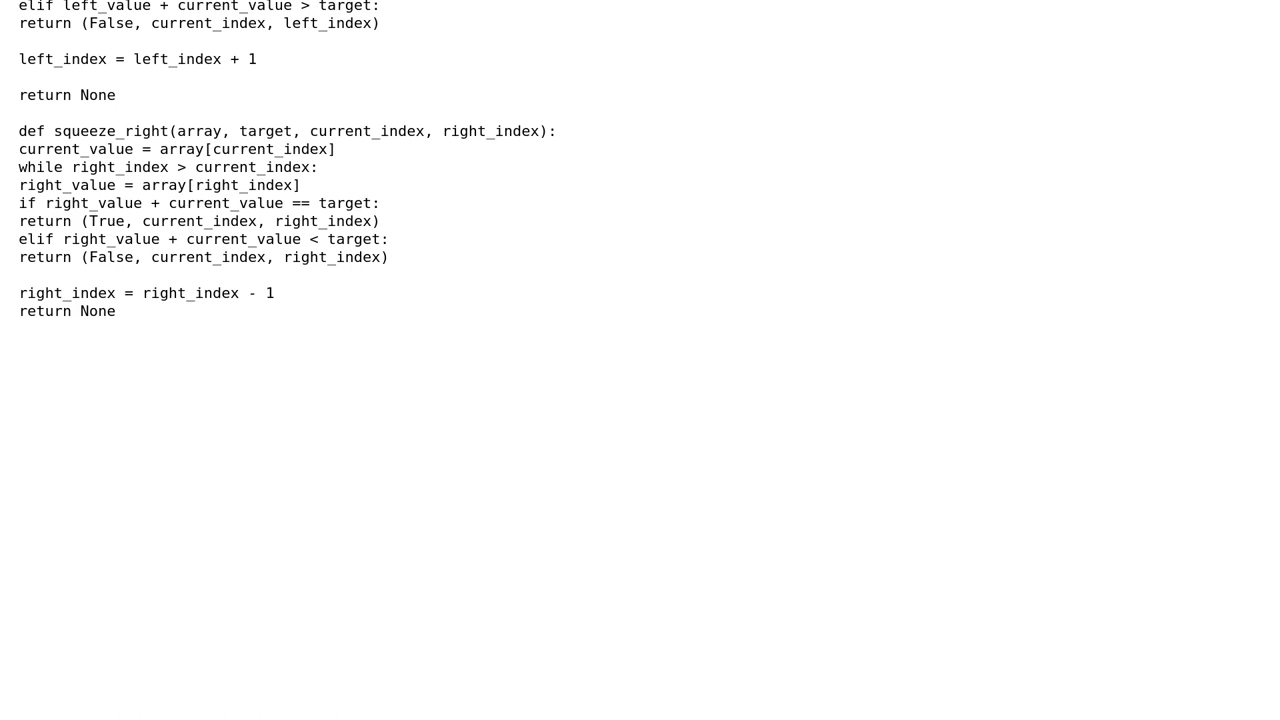 elif left_value + current_value > target:
return (False, current_index, left_index)
left_index = left_index + 1
return None
def squeeze_right(array, target, current_index, right_index):
current_value = array[current_index]
while right_index > current_index:
right_value = array[right_index]
if right_value + current_value == target:
return (True, current_index, right_index)
elif right_value + current_value < target:
return (False, current_index, right_index)
right_index = right_index - 1
return None